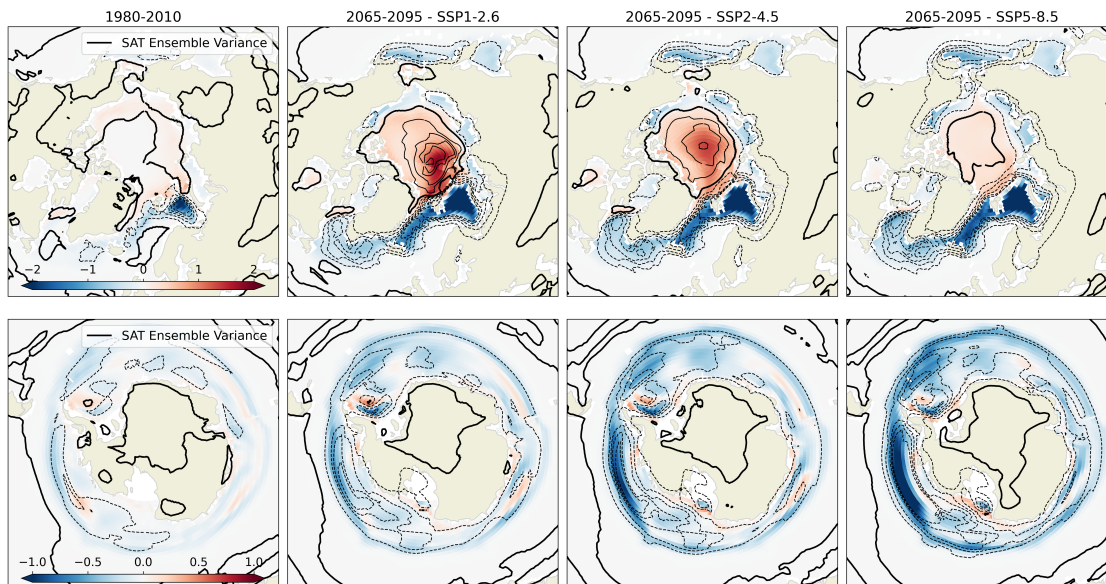 1980-2010
2065-2095 - SSP1-2.6
2065-2095 - SSP2-4.5
2065-2095 - SSP5-8.5
SAT Ensemble Variance
−2 −1 0 1 2
SAT Ensemble Variance
−1.0 −0.5 0.0 0.5 1.0